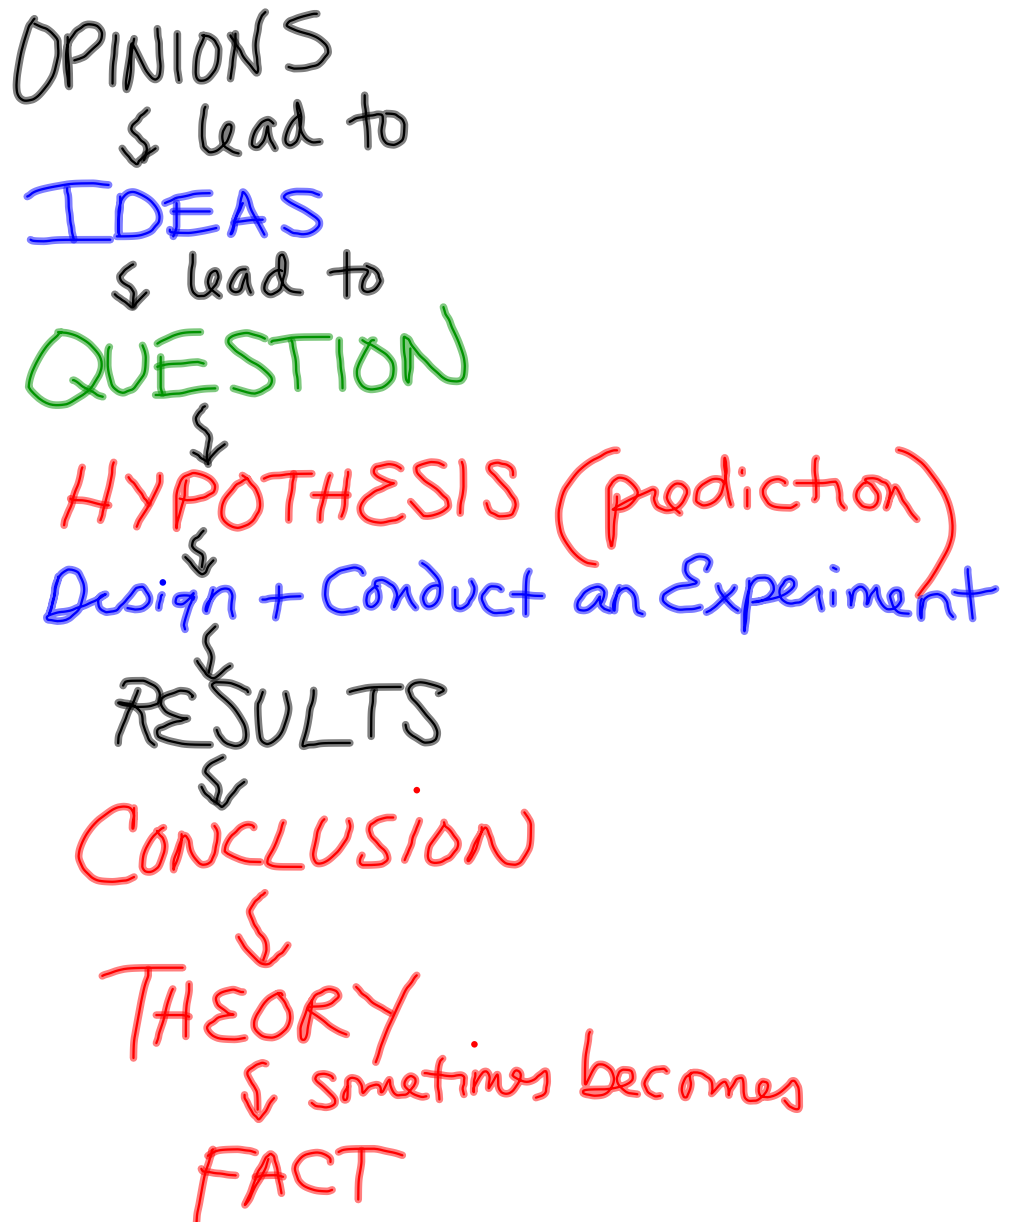 OPINIONS
lead to
IDEAS
lead to
QUESTION
HYPOTHESIS (prediction)
Design + Conduct an Experiment
RESULTS
CONCLUSION
THEORY
sometimes becomes
FACT